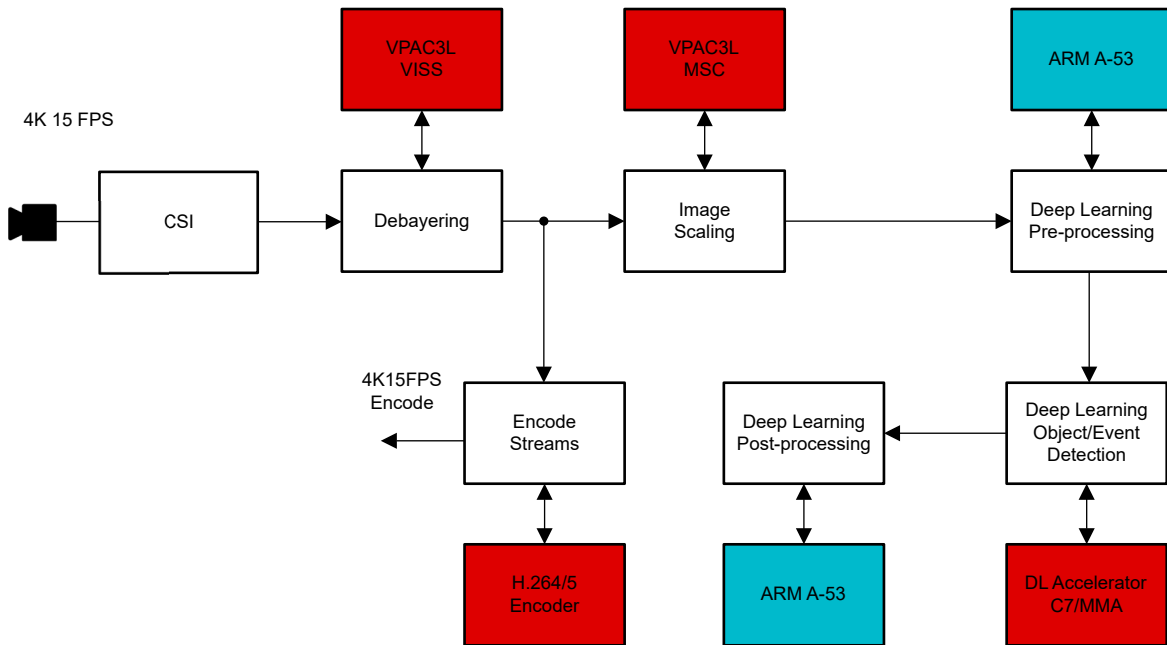 VPAC3L
VISS
VPAC3L
MSC
ARM A-53
4K 15 FPS
CSI
Debayering
Image
Scaling
Deep Learning
Pre-processing
4K15FPS
Encode
Encode
Streams
Deep Learning
Post-processing
Deep Learning
Object/Event
Detection
H.264/5
Encoder
ARM A-53
DL Accelerator
C7/MMA